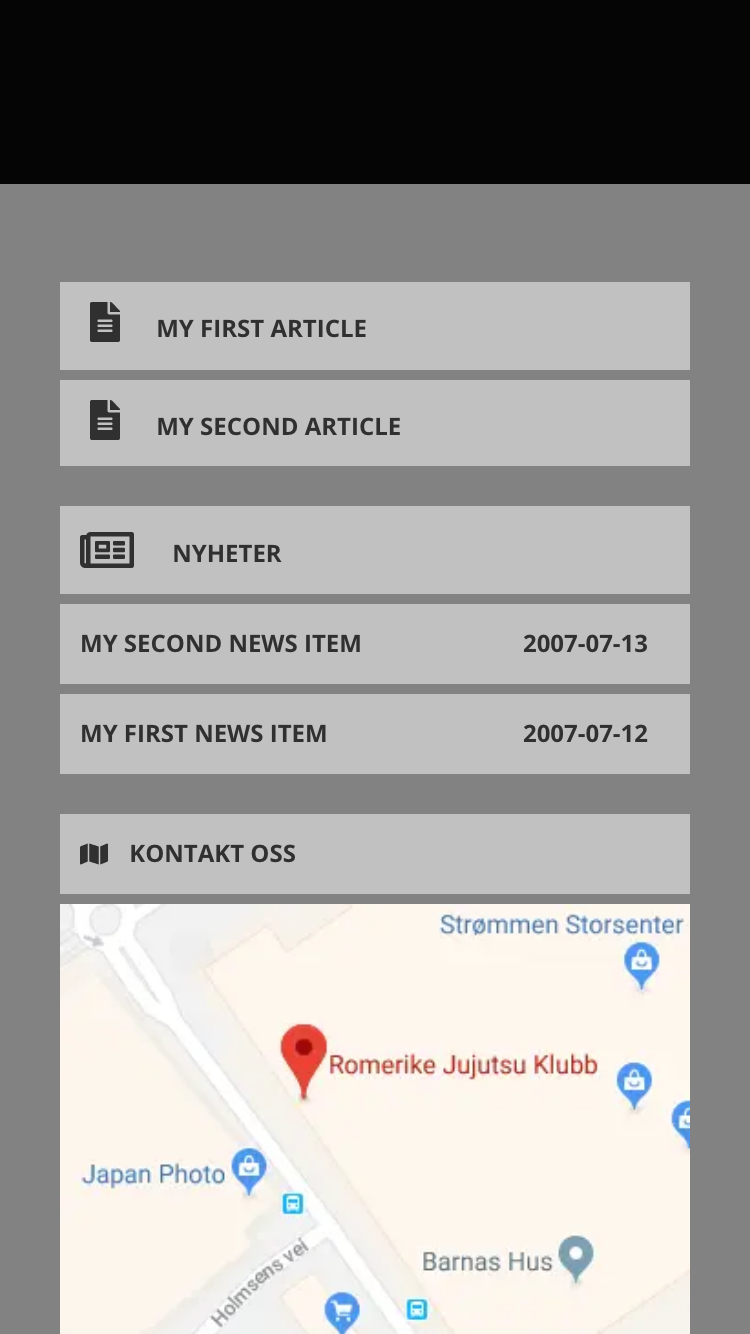 MY FIRST ARTICLE
MY SECOND ARTICLE
NYHETER
MY SECOND NEWS ITEM 2007-07-13
MY FIRST NEWS ITEM 2007-07-12
KONTAKT OSS
Strømmen Storsenter
Romerike Jujutsu Klubb
Japan Photo
Barnas Hus
Holmsens vei